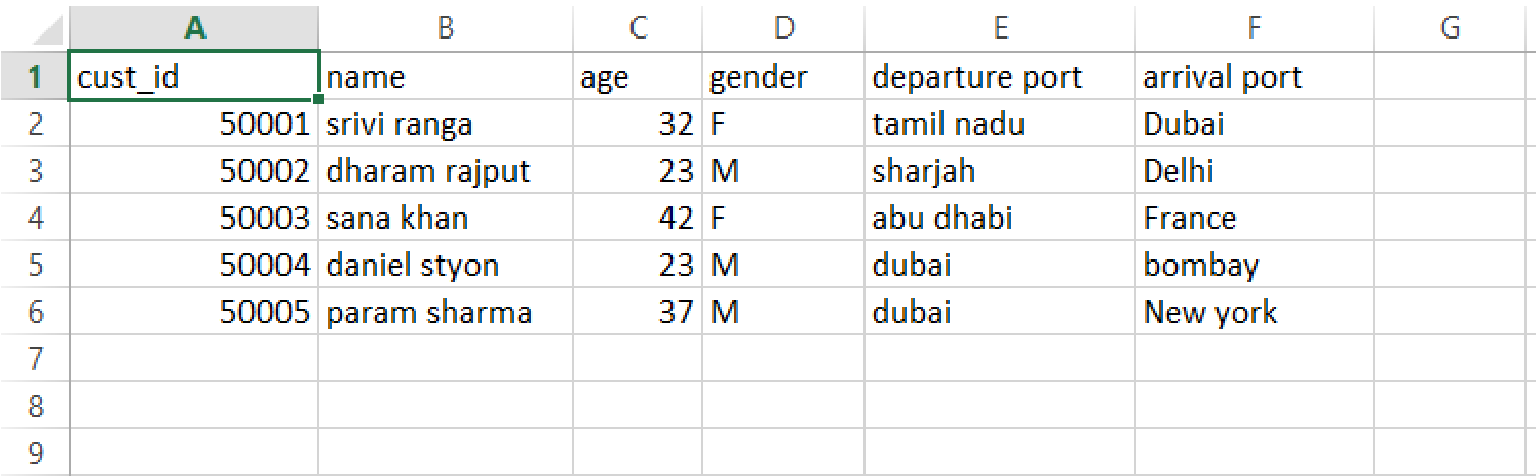 A B C D E F G
1 cust_id name age gender departure port arrival port
2 50001 srivi ranga 32 F tamil nadu Dubai
3 50002 dharam rajput 23 M sharjah Delhi
4 50003 sana khan 42 F abu dhabi France
5 50004 daniel styon 23 M dubai bombay
6 50005 param sharma 37 M dubai New york
7
8
9